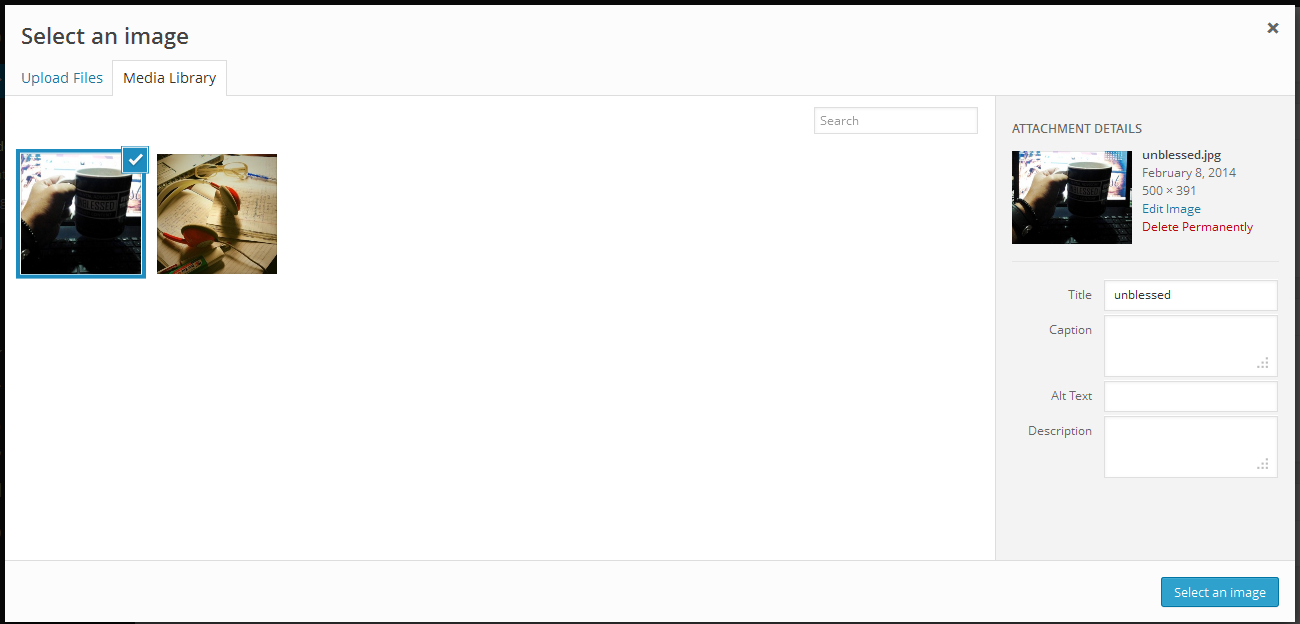 Select an image
×
Upload Files
Media Library
Search
ATTACHMENT DETAILS
unblessed.jpg
February 8, 2014
500 × 391
Edit Image
Delete Permanently
Title
unblessed
Caption
Alt Text
Description
Select an image